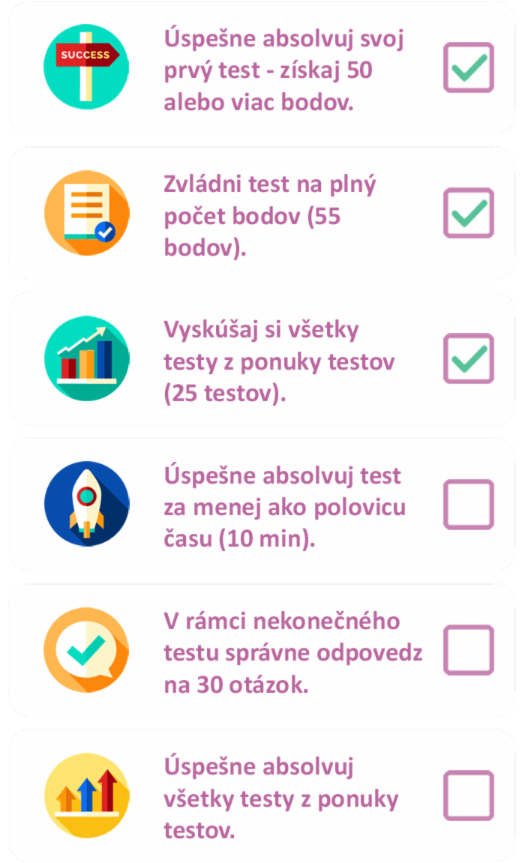 SUCCESS
Úspešne absolvuj svoj
prvý test - získaj 50
alebo viac bodov.
Zvládni test na plný
počet bodov (55
bodov).
Vyskúšaj si všetky
testy z ponuky testov
(25 testov).
Úspešne absolvuj test
za menej ako polovicu
času (10 min).
V rámci nekonečného
testu správne odpovedz
na 30 otázok.
Úspešne absolvuj
všetky testy z ponuky
testov.